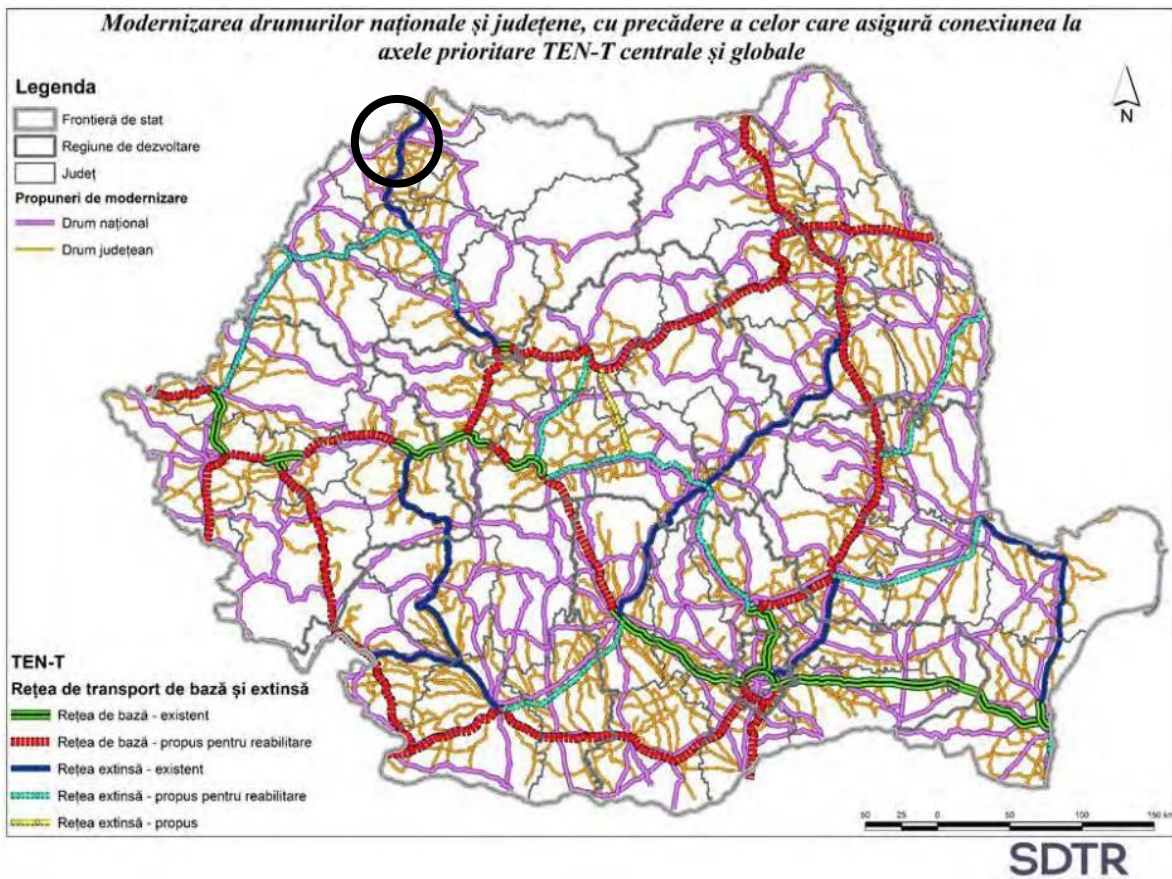 Modernizarea drumurilor naționale și județene, cu precădere a celor care asigură conexiunea la
axele prioritare TEN-T centrale și globale
Legenda
Frontieră de stat
Regiune de dezvoltare
Județ
Propuneri de modernizare
Drum național
Drum județean
N
TEN-T
Rețea de transport de bază și extinsă
Rețea de bază - existent
Rețea de bază - propus pentru reabilitare
Rețea extinsă - existent
Rețea extinsă - propus pentru reabilitare
Rețea extinsă - propus
50 25 0 50 100 150 km
SDTR